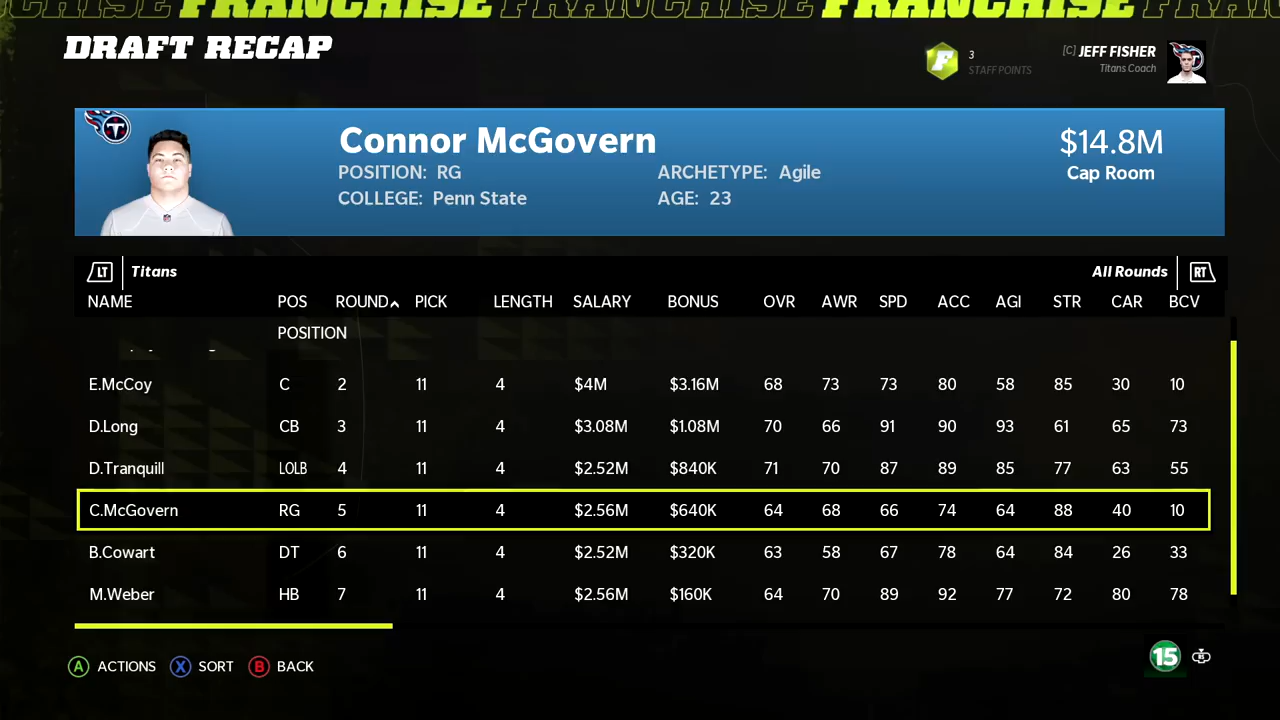 FRANCHISE FRANCHISE FRANCHISE FRANCHISE
DRAFT RECAP
3
STAFF POINTS
[C] JEFF FISHER
Titans Coach
Connor McGovern
POSITION: RG
ARCHETYPE: Agile
COLLEGE: Penn State
AGE: 23
$14.8M
Cap Room
LT Titans
All Rounds RT
NAME POS ROUND PICK LENGTH SALARY BONUS OVR AWR SPD ACC AGI STR CAR BCV
POSITION
E.McCoy C 2 11 4 $4M $3.16M 68 73 73 80 58 85 30 10
D.Long CB 3 11 4 $3.08M $1.08M 70 66 91 90 93 61 65 73
D.Tranquill LOLB 4 11 4 $2.52M $840K 71 70 87 89 85 77 63 55
C.McGovern RG 5 11 4 $2.56M $640K 64 68 66 74 64 88 40 10
B.Cowart DT 6 11 4 $2.52M $320K 63 58 67 78 64 84 26 33
M.Weber HB 7 11 4 $2.56M $160K 64 70 89 92 77 72 80 78
A ACTIONS X SORT B BACK
15